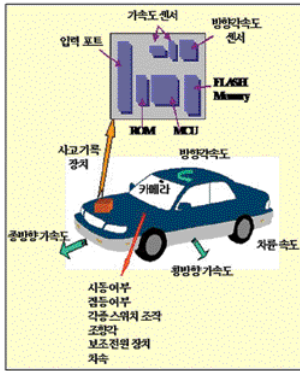 가속도 센서
방향각속도
센서
입력 포트
FLASH
Memory
ROM
MCU
사고 기록
장치
방향각속도
카메라
종방향 가속도
차륜 속도
횡방향 가속도
시동 여부
점등 여부
각종 스위치 조작
조향각
보조 전원 장치
차속